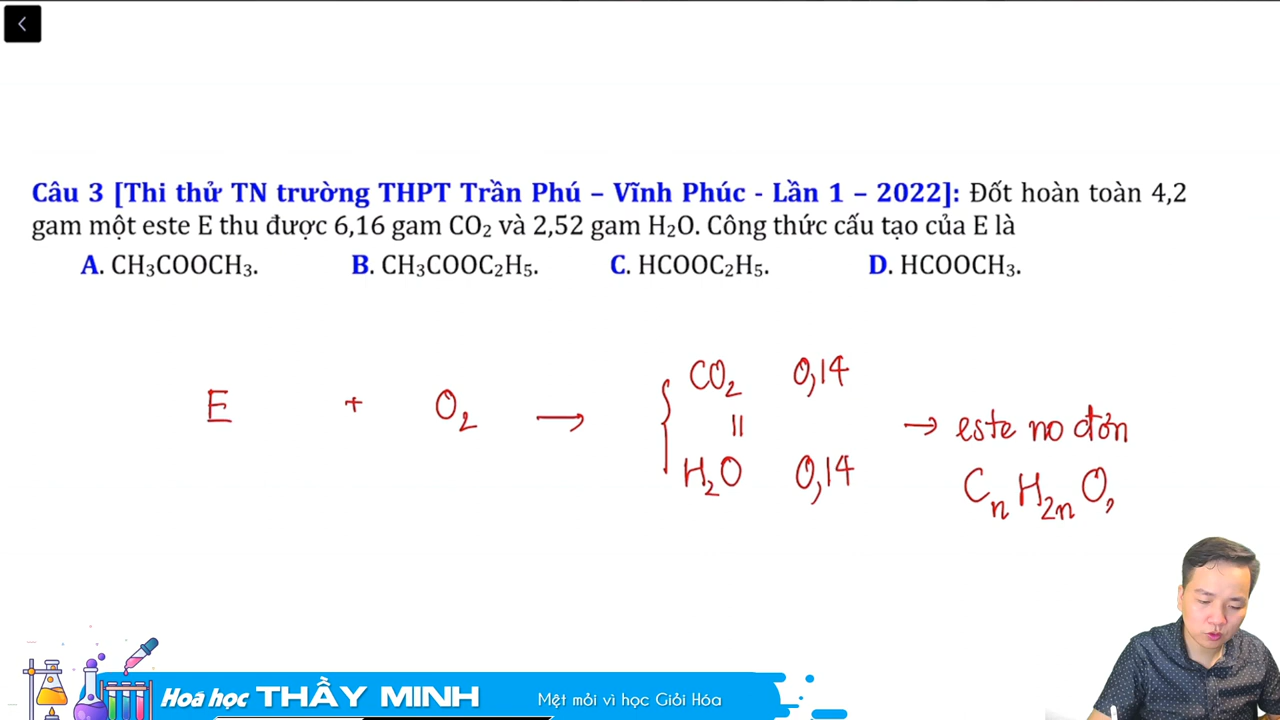 Câu 3 [Thi thử TN trường THPT Trần Phú – Vĩnh Phúc - Lần 1 – 2022]: Đốt hoàn toàn 4,2
gam một este E thu được 6,16 gam CO₂ và 2,52 gam H₂O. Công thức cấu tạo của E là
A. CH₃COOCH₃. B. CH₃COOC₂H₅. C. HCOOC₂H₅. D. HCOOCH₃.
E + O₂ → { CO₂ 0,14
||
H₂O 0,14
→ este no đơn
CₙH₂ₙO,
Hoá học THẦY MINH Mệt mỏi vì học Giỏi Hóa